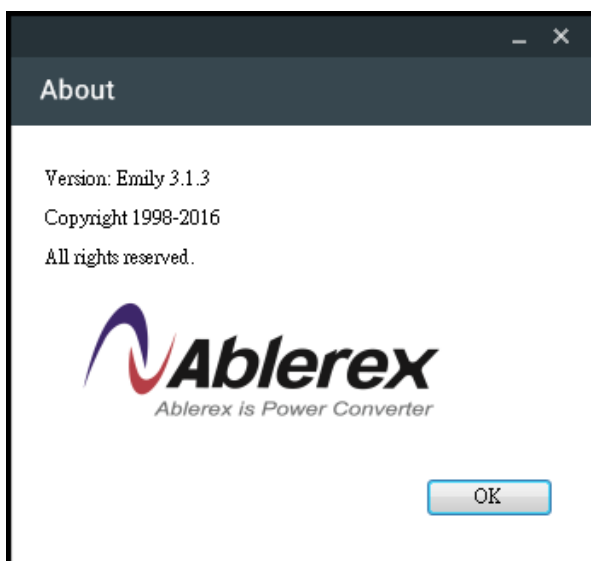 About
Version: Emily 3.1.3
Copyright 1998-2016
All rights reserved.
Ablerex
Ablerex is Power Converter
OK